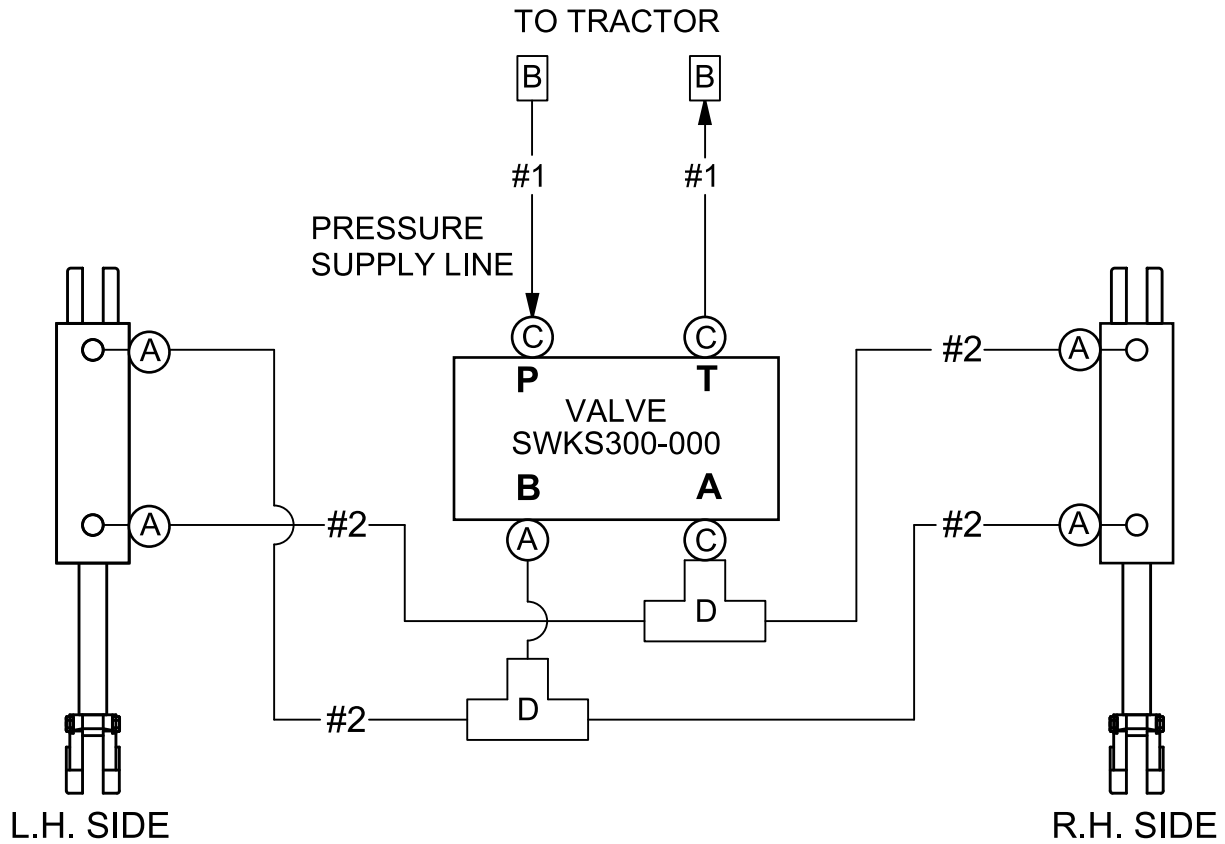 TO TRACTOR
B B
#1 #1
PRESSURE
SUPPLY LINE
C C
A #2 A
P T
VALVE
SWKS300-000
B A
A #2 #2 A
A C
D
#2 D
L.H. SIDE R.H. SIDE